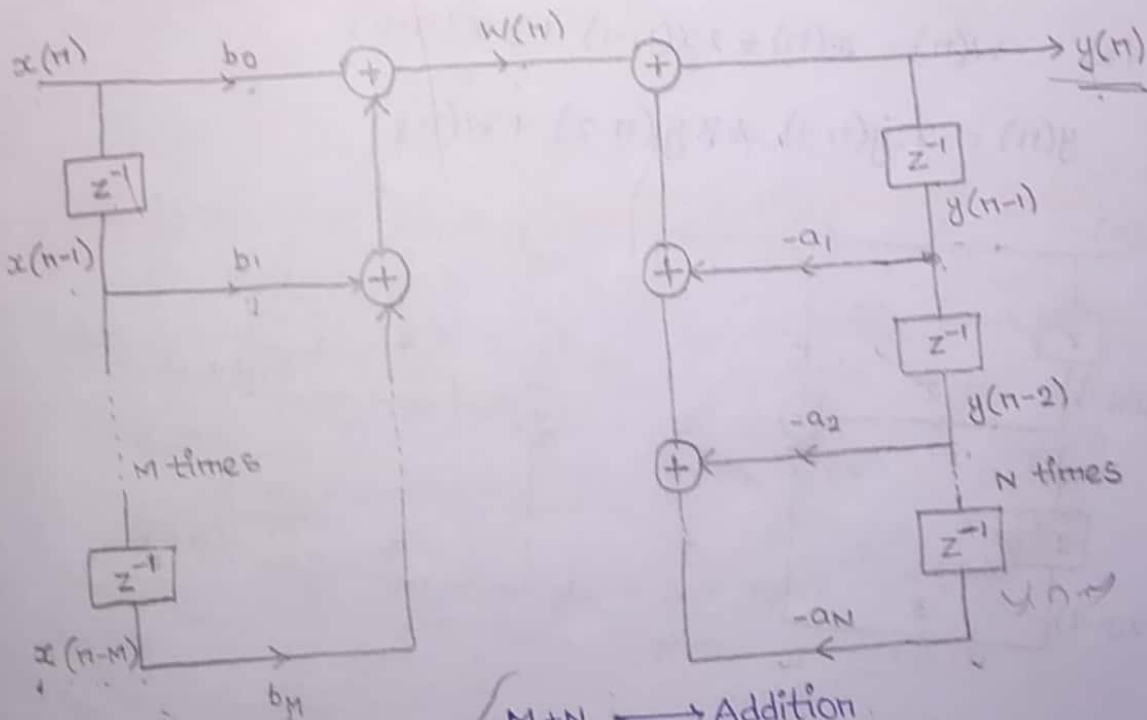 x(n) b0 w(n) y(n)
z⁻¹ z⁻¹
y(n-1)
x(n-1) b1 -a1
z⁻¹
y(n-2)
-a2
M times N times
z⁻¹ z⁻¹
-aN
x(n-M)
bM
M+N → Addition